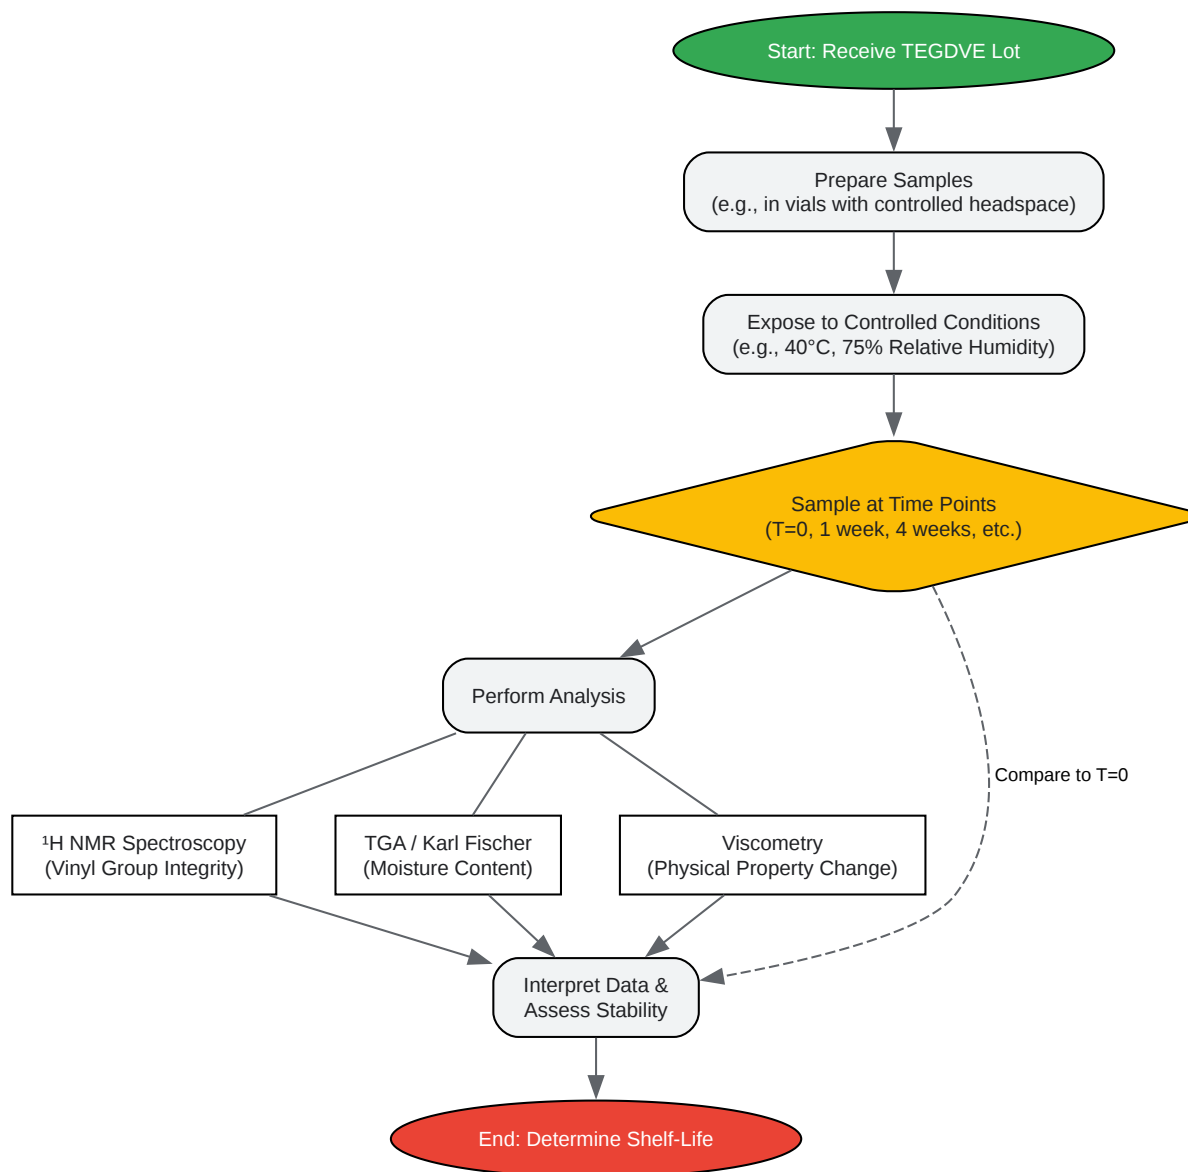 Start: Receive TEGDVE Lot
Prepare Samples
(e.g., in vials with controlled headspace)
Expose to Controlled Conditions
(e.g., 40°C, 75% Relative Humidity)
Sample at Time Points
(T=0, 1 week, 4 weeks, etc.)
Perform Analysis
Compare to T=0
¹H NMR Spectroscopy
(Vinyl Group Integrity)
TGA / Karl Fischer
(Moisture Content)
Viscometry
(Physical Property Change)
Interpret Data &
Assess Stability
End: Determine Shelf-Life